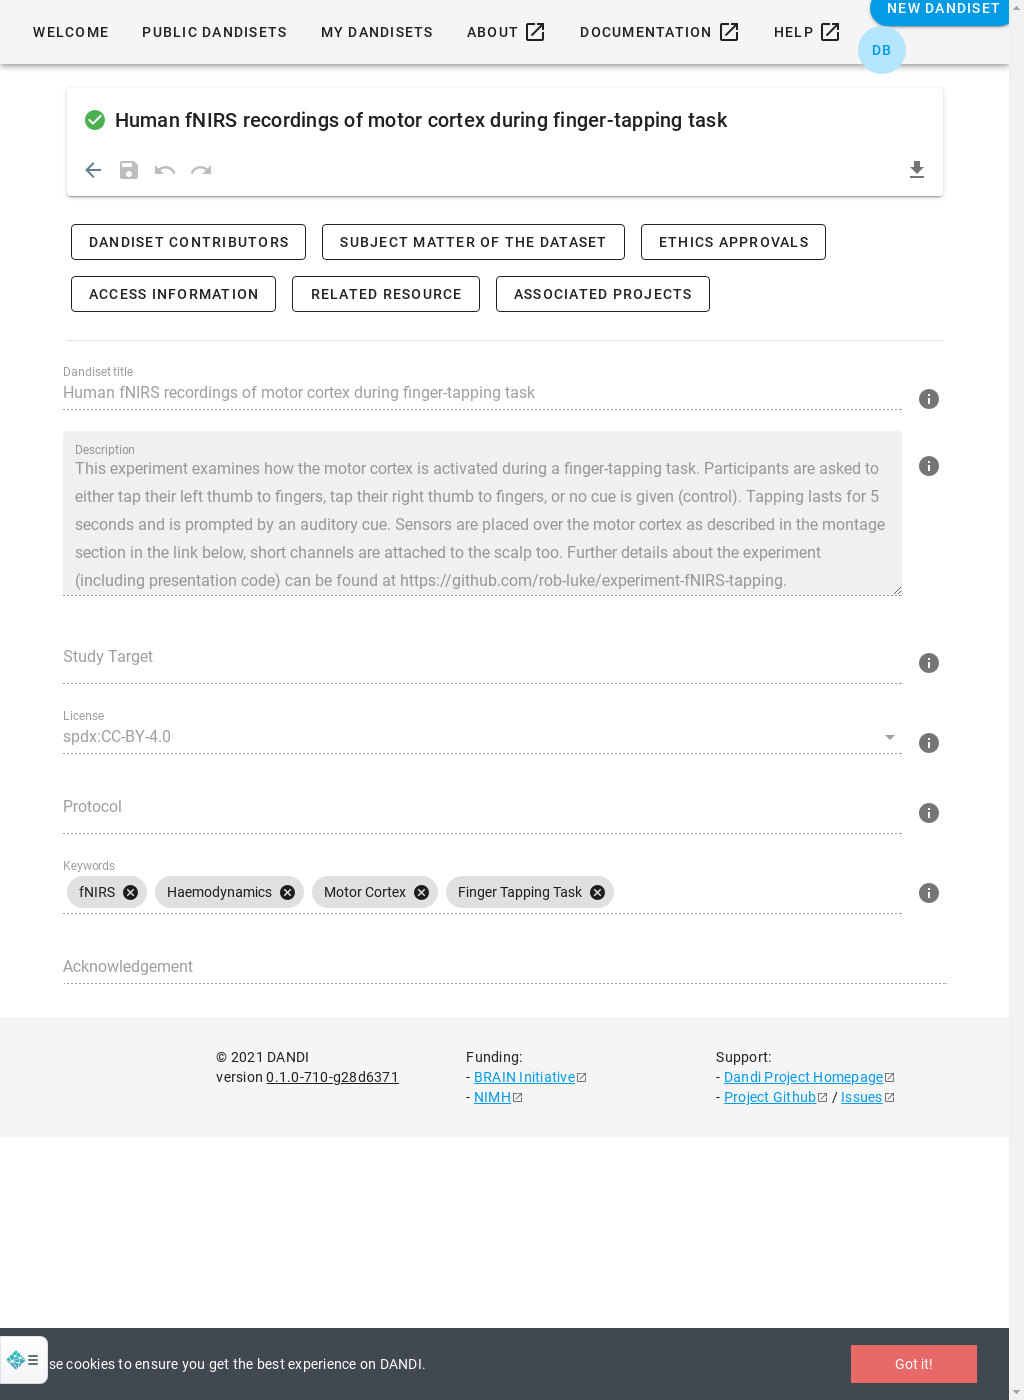 NEW DANDISET
WELCOME PUBLIC DANDISETS MY DANDISETS ABOUT DOCUMENTATION HELP
DB
Human fNIRS recordings of motor cortex during finger-tapping task
DANDISET CONTRIBUTORS SUBJECT MATTER OF THE DATASET ETHICS APPROVALS
ACCESS INFORMATION RELATED RESOURCE ASSOCIATED PROJECTS
Dandiset title
Human fNIRS recordings of motor cortex during finger-tapping task
Description
This experiment examines how the motor cortex is activated during a finger-tapping task. Participants are asked to
either tap their left thumb to fingers, tap their right thumb to fingers, or no cue is given (control). Tapping lasts for 5
seconds and is prompted by an auditory cue. Sensors are placed over the motor cortex as described in the montage
section in the link below, short channels are attached to the scalp too. Further details about the experiment
(including presentation code) can be found at https://github.com/rob-luke/experiment-fNIRS-tapping.
Study Target
License
spdx:CC-BY-4.0
Protocol
Keywords
fNIRS Haemodynamics Motor Cortex Finger Tapping Task
Acknowledgement
© 2021 DANDI Funding: Support:
version 0.1.0-710-g28d6371 - BRAIN Initiative - Dandi Project Homepage
- NIMH - Project Github / Issues
se cookies to ensure you get the best experience on DANDI. Got it!